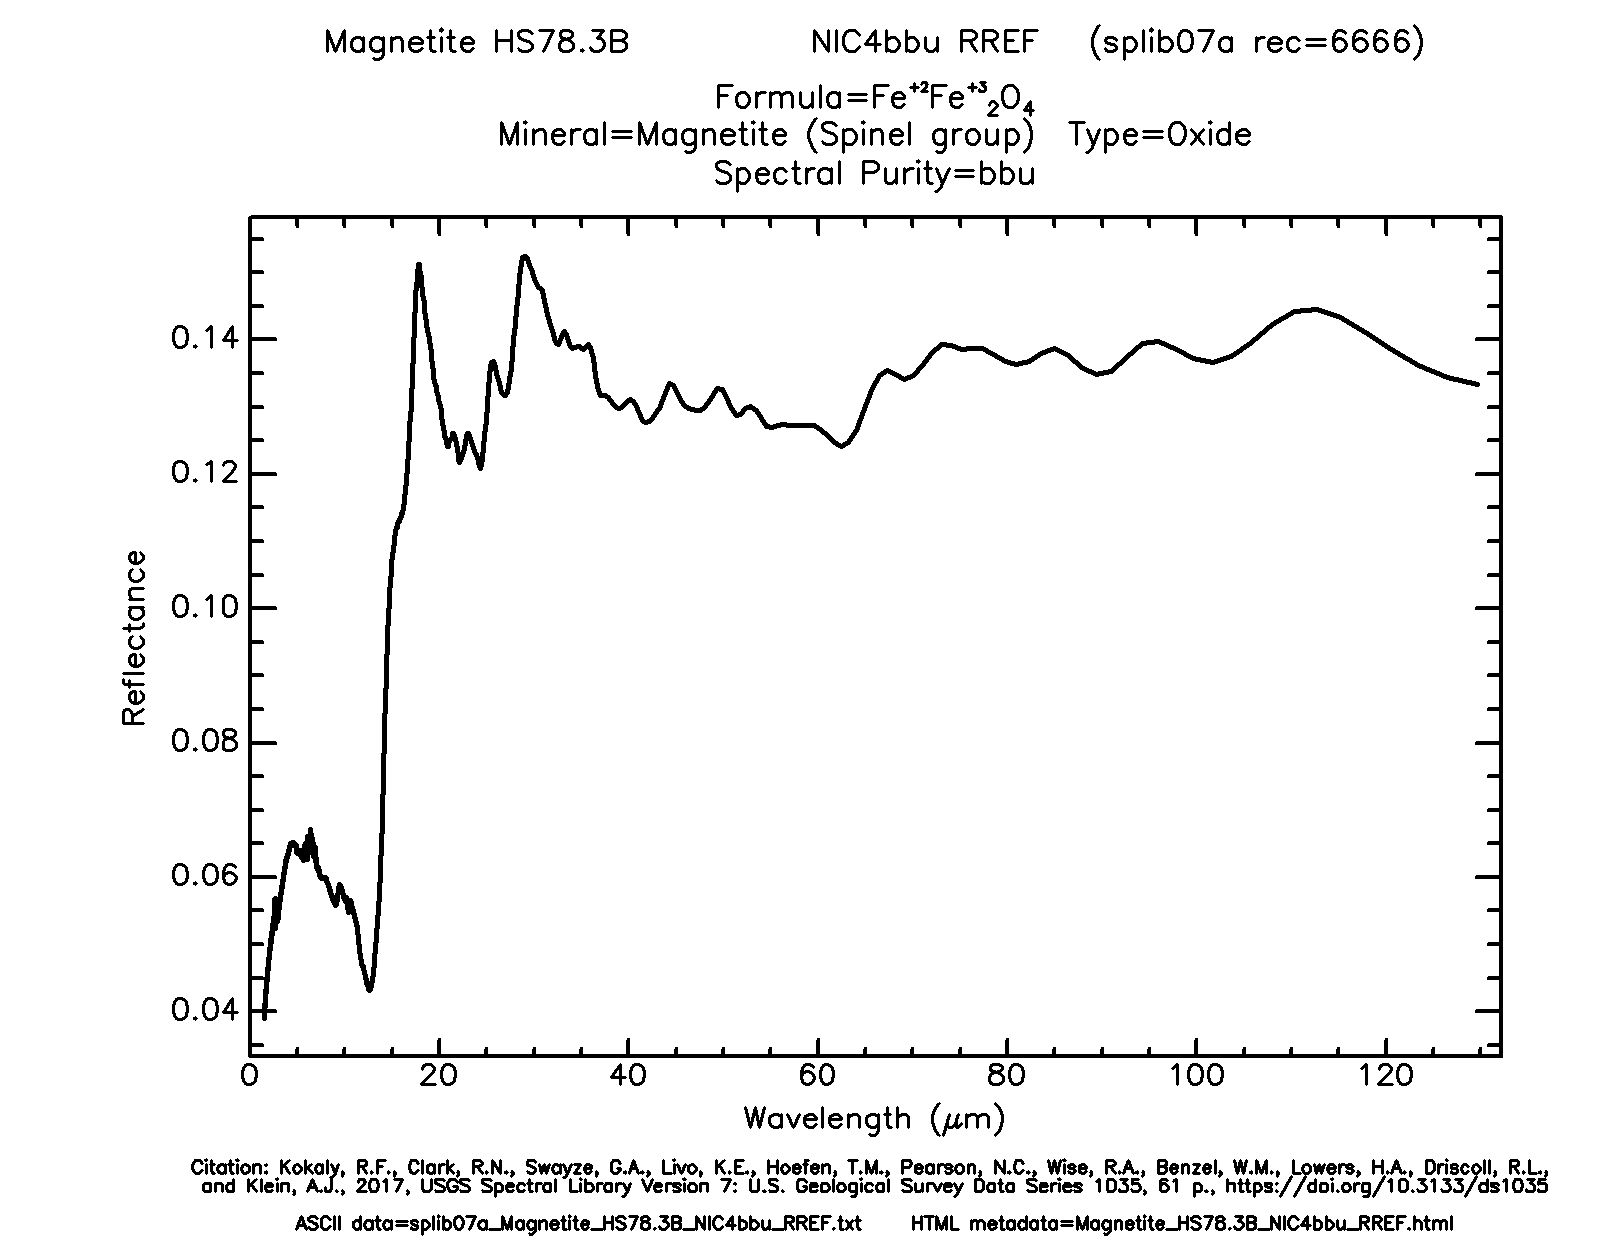 Magnetite HS78.3B NIC4bbu RREF (splib07a rec=6666)
Formula=Fe⁺²Fe⁺³₂O₄
Mineral=Magnetite (Spinel group) Type=Oxide
Spectral Purity=bbu
0.14
0.12
0.10
0.08
0.06
0.04
Reflectance
0 20 40 60 80 100 120
Wavelength (μm)
Citation: Kokaly, R.F., Clark, R.N., Swayze, G.A., Livo, K.E., Hoefen, T.M., Pearson, N.C., Wise, R.A., Benzel, W.M., Lowers, H.A., Driscoll, R.L.,
and Klein, A.J., 2017, USGS Spectral Library Version 7: U.S. Geological Survey Data Series 1035, 61 p., https://doi.org/10.3133/ds1035
ASCII data=splib07a_Magnetite_HS78.3B_NIC4bbu_RREF.txt HTML metadata=Magnetite_HS78.3B_NIC4bbu_RREF.html